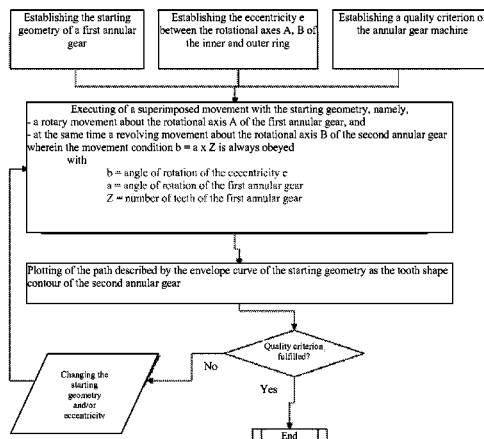 Establishing the starting
geometry of a first annular
gear
Establishing the eccentricity e
between the rotational axes A, B of
the inner and outer ring
Establishing a quality criterion of
the annular gear machine
Executing of a superimposed movement with the starting geometry, namely,
- a rotary movement about the rotational axis A of the first annular gear, and
- at the same time a revolving movement about the rotational axis B of the second annular gear
wherein the movement condition b = a x Z is always obeyed
with
b = angle of rotation of the eccentricity e
a = angle of rotation of the first annular gear
Z = number of teeth of the first annular gear
Plotting of the path described by the envelope curve of the starting geometry as the tooth shape
contour of the second annular gear
Quality criterion
fulfilled?
No
Yes
Changing the
starting
geometry
and/or
eccentricity
End